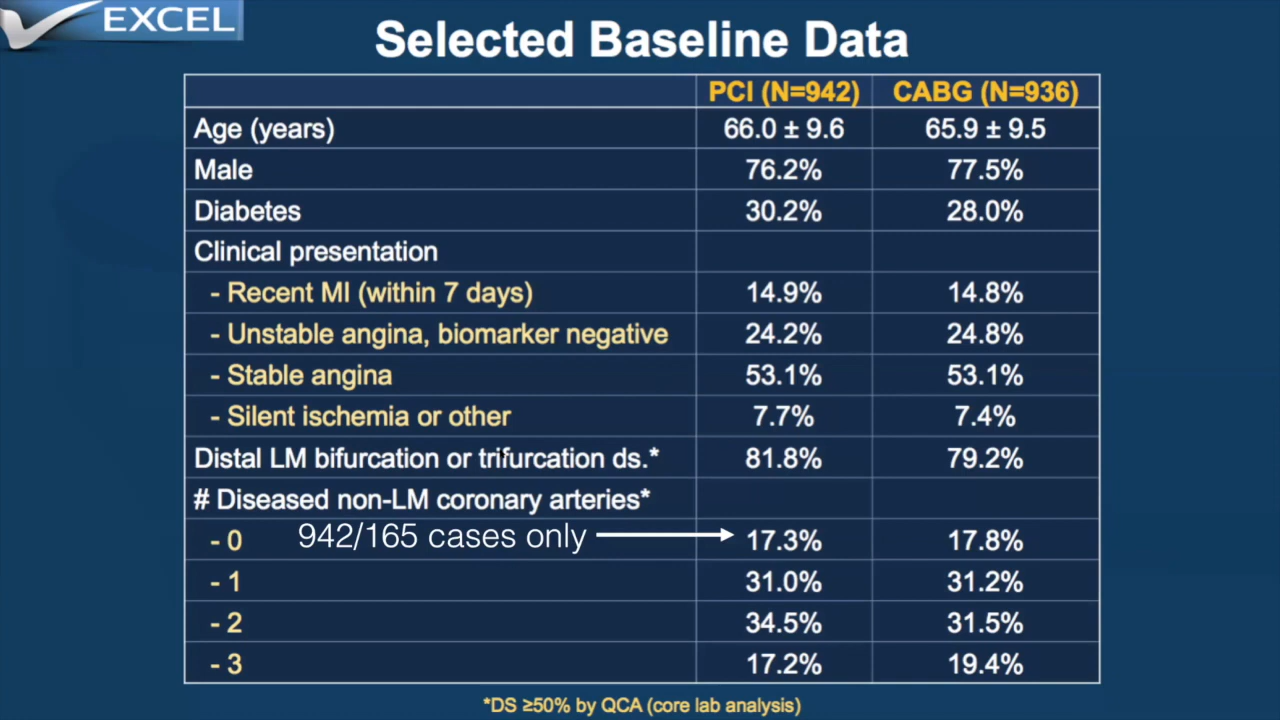 EXCEL
Selected Baseline Data
PCI (N=942) CABG (N=936)
Age (years) 66.0 ± 9.6 65.9 ± 9.5
Male 76.2% 77.5%
Diabetes 30.2% 28.0%
Clinical presentation
- Recent MI (within 7 days) 14.9% 14.8%
- Unstable angina, biomarker negative 24.2% 24.8%
- Stable angina 53.1% 53.1%
- Silent ischemia or other 7.7% 7.4%
Distal LM bifurcation or trifurcation ds.* 81.8% 79.2%
# Diseased non-LM coronary arteries*
- 0 942/165 cases only 17.3% 17.8%
- 1 31.0% 31.2%
- 2 34.5% 31.5%
- 3 17.2% 19.4%
*DS ≥50% by QCA (core lab analysis)